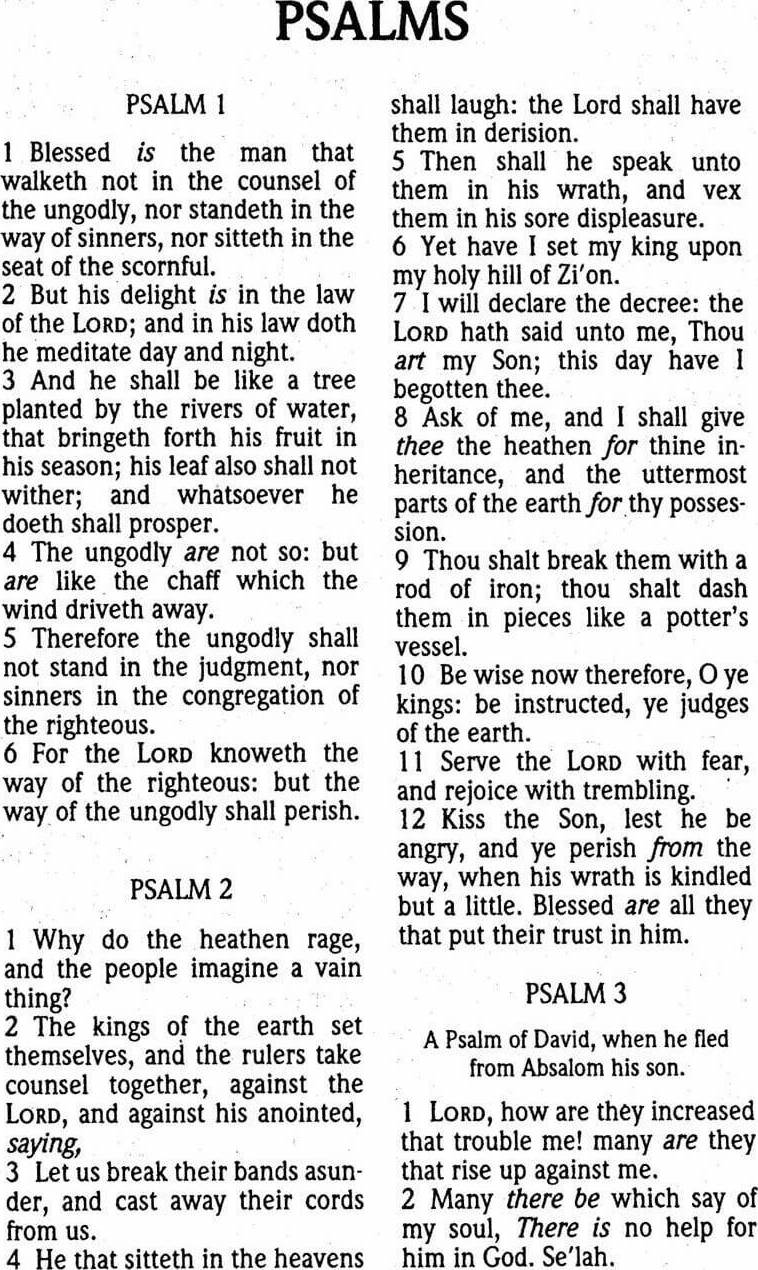 PSALMS
PSALM 1
1 Blessed is the man that
walketh not in the counsel of
the ungodly, nor standeth in the
way of sinners, nor sitteth in the
seat of the scornful.
2 But his delight is in the law
of the LORD; and in his law doth
he meditate day and night.
3 And he shall be like a tree
planted by the rivers of water,
that bringeth forth his fruit in
his season; his leaf also shall not
wither; and whatsoever he
doeth shall prosper.
4 The ungodly are not so: but
are like the chaff which the
wind driveth away.
5 Therefore the ungodly shall
not stand in the judgment, nor
sinners in the congregation of
the righteous.
6 For the LORD knoweth the
way of the righteous: but the
way of the ungodly shall perish.
PSALM 2
1 Why do the heathen rage,
and the people imagine a vain
thing?
2 The kings of the earth set
themselves, and the rulers take
counsel together, against the
LORD, and against his anointed,
saying,
3 Let us break their bands asun-
der, and cast away their cords
from us.
4 He that sitteth in the heavens
shall laugh: the Lord shall have
them in derision.
5 Then shall he speak unto
them in his wrath, and vex
them in his sore displeasure.
6 Yet have I set my king upon
my holy hill of Zi'on.
7 I will declare the decree: the
LORD hath said unto me, Thou
art my Son; this day have I
begotten thee.
8 Ask of me, and I shall give
thee the heathen for thine in-
heritance, and the uttermost
parts of the earth for thy posses-
sion.
9 Thou shalt break them with a
rod of iron; thou shalt dash
them in pieces like a potter's
vessel.
10 Be wise now therefore, O ye
kings: be instructed, ye judges
of the earth.
11 Serve the LORD with fear,
and rejoice with trembling.
12 Kiss the Son, lest he be
angry, and ye perish from the
way, when his wrath is kindled
but a little. Blessed are all they
that put their trust in him.
PSALM 3
A Psalm of David, when he fled
from Absalom his son.
1 LORD, how are they increased
that trouble me! many are they
that rise up against me.
2 Many there be which say of
my soul, There is no help for
him in God. Se'lah.